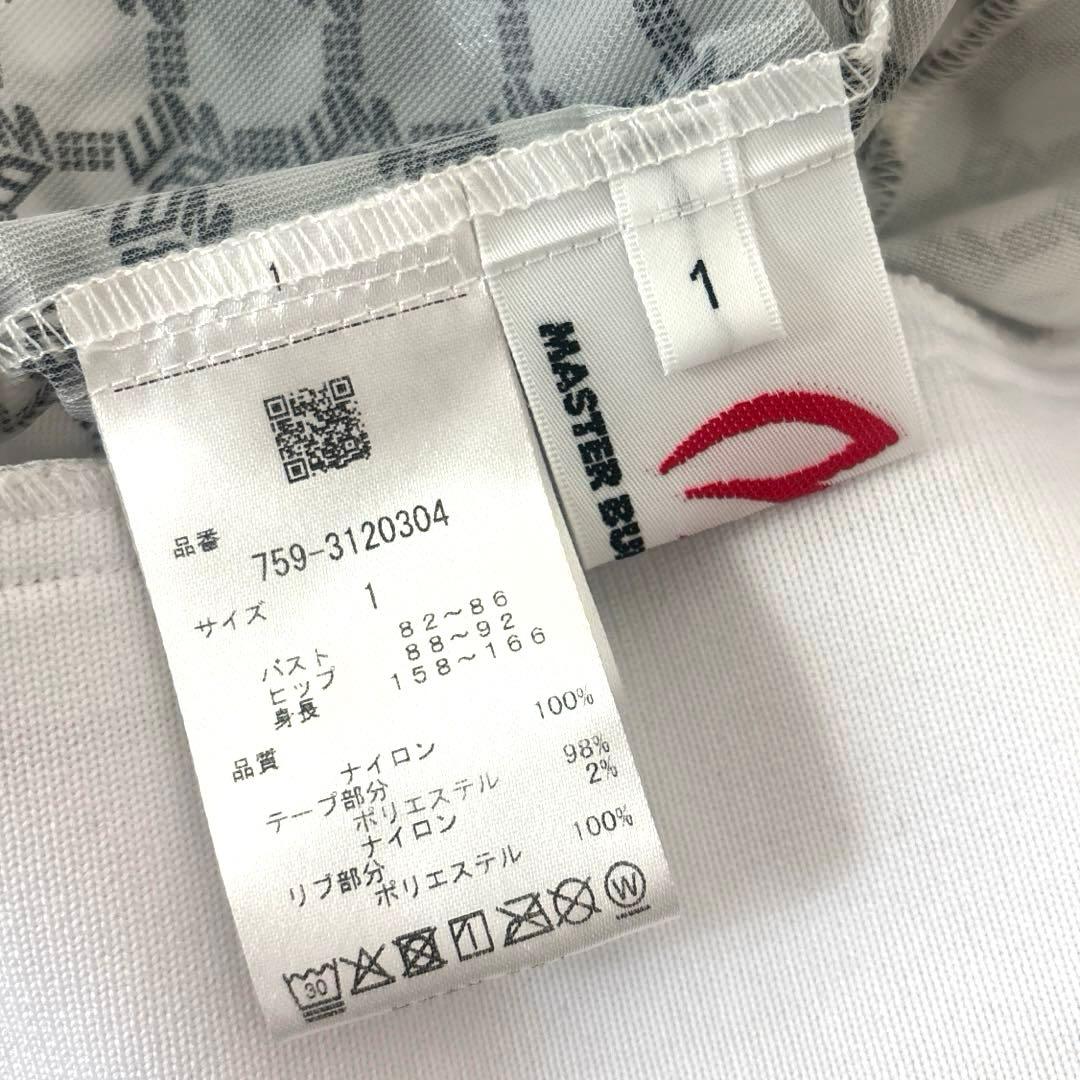 1
品番 759-3120304
サイズ 1
バスト 82～86
ヒップ 88～92
身長 158～166
品質 ナイロン 100%
テープ部分
ポリエステル 98%
ナイロン 2%
リブ部分
ポリエステル 100%
30
W
1
MASTER BU